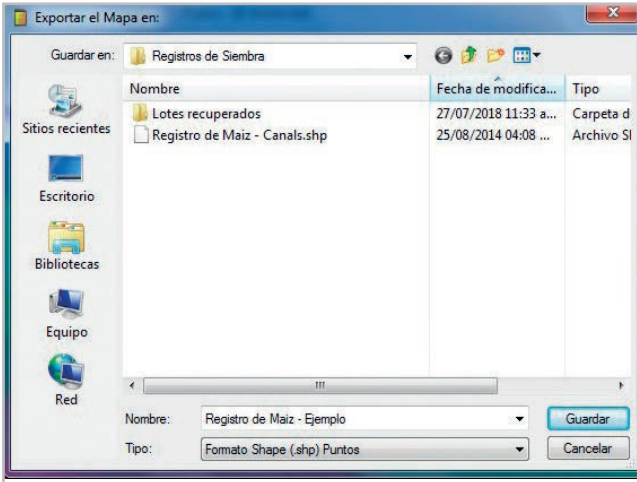 Exportar el Mapa en:
Guardar en: Registros de Siembra
Nombre Fecha de modifica... Tipo
Lotes recuperados 27/07/2018 11:33 a... Carpeta d
Registro de Maiz - Canals.shp 25/08/2014 04:08 ... Archivo SI
Sitios recientes
Escritorio
Bibliotecas
Equipo
Red
Nombre: Registro de Maiz - Ejemplo Guardar
Tipo: Formato Shape (.shp) Puntos Cancelar